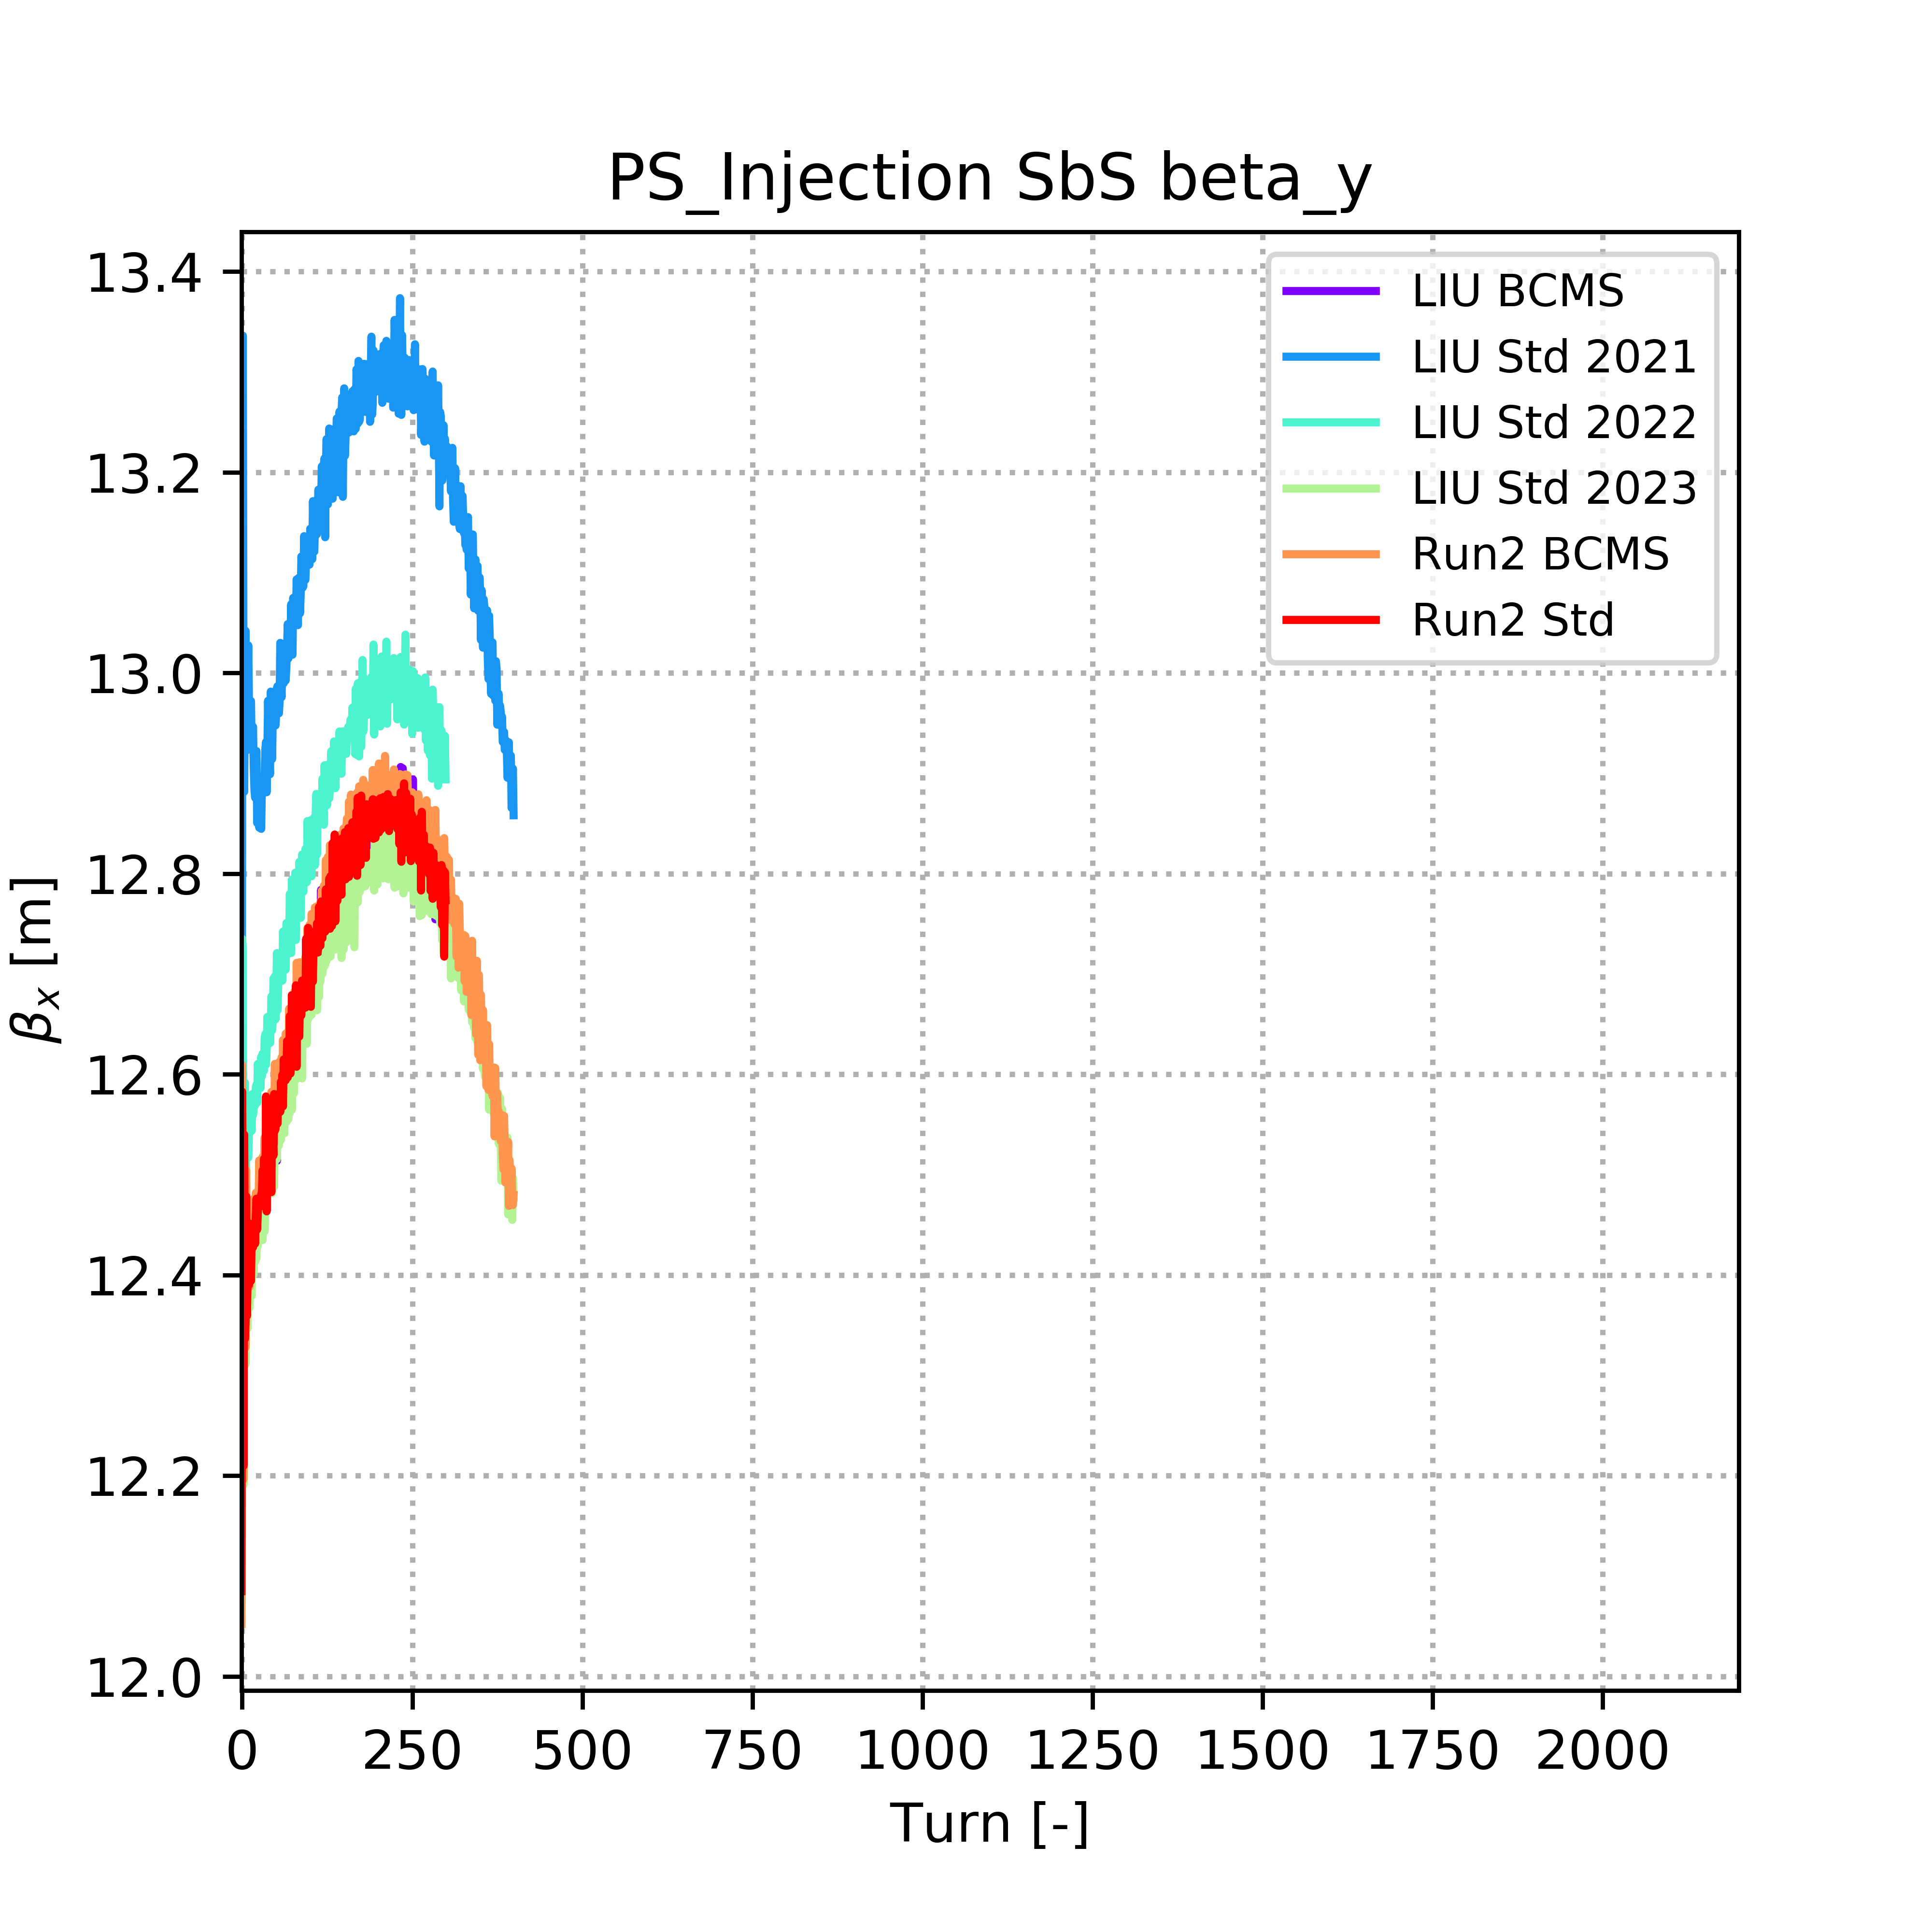 PS_Injection SbS beta_y
13.4
13.2
13.0
12.8
12.6
12.4
12.2
12.0
βx [m]
LIU BCMS
LIU Std 2021
LIU Std 2022
LIU Std 2023
Run2 BCMS
Run2 Std
0 250 500 750 1000 1250 1500 1750 2000
Turn [-]